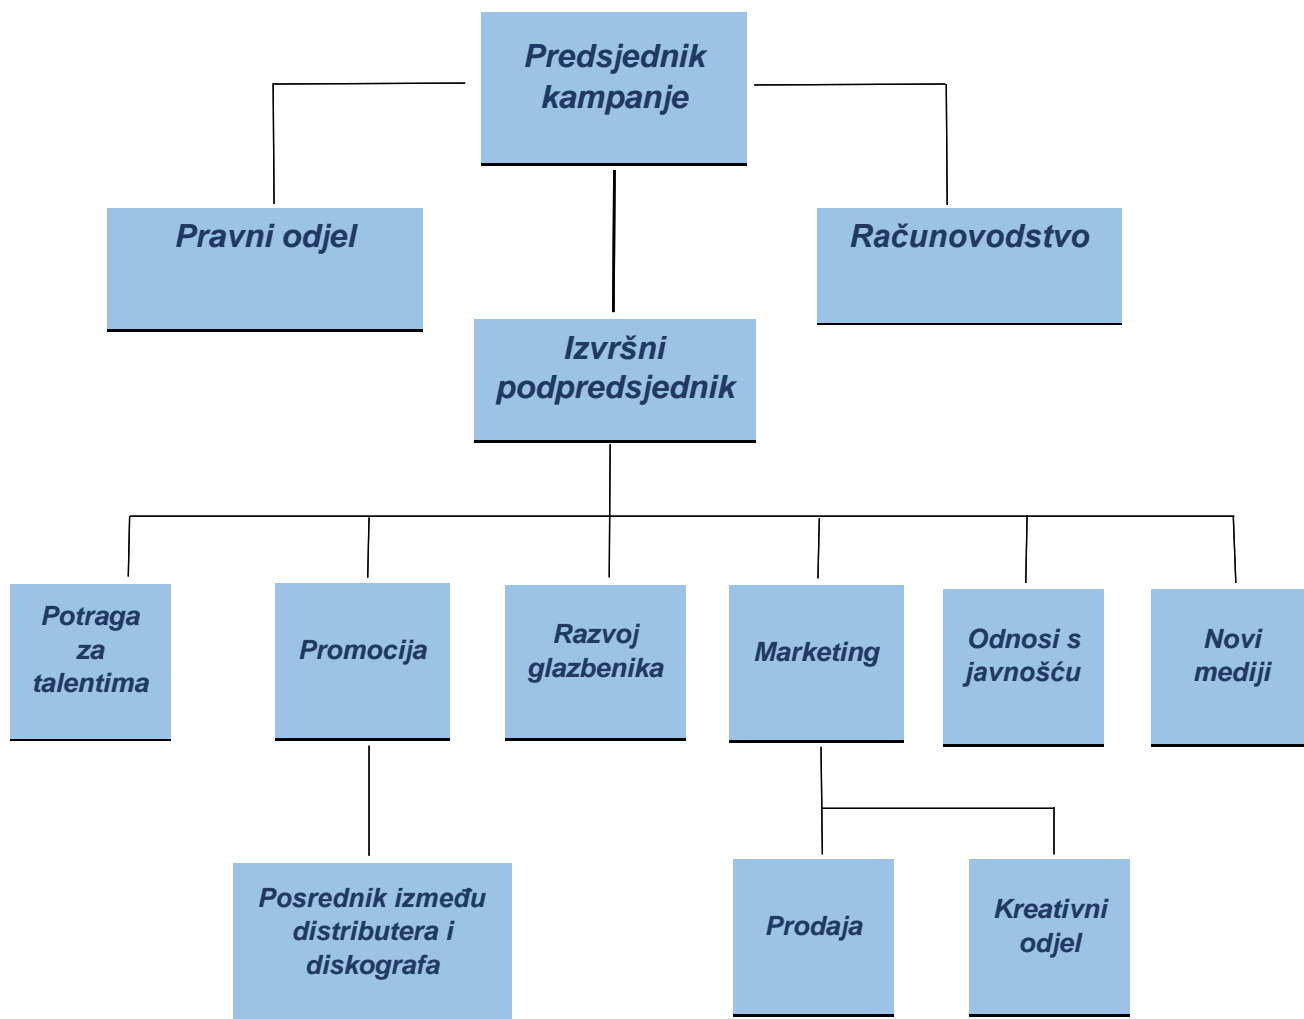 Predsjednik
kampanje
Pravni odjel
Računovodstvo
Izvršni
podpredsjednik
Potraga
za
talentima
Promocija
Razvoj
glazbenika
Marketing
Odnosi s
javnošću
Novi
mediji
Posrednik između
distributera i
diskografa
Prodaja
Kreativni
odjel